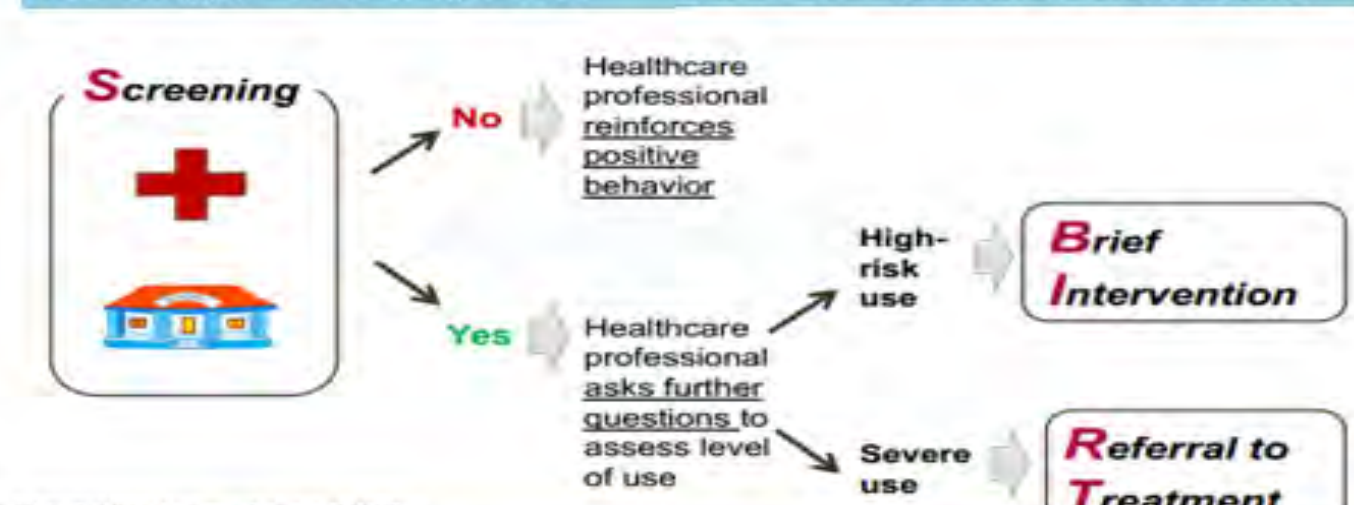 Screening
No
Healthcare
professional
reinforces
positive
behavior
Yes
Healthcare
professional
asks further
questions to
assess level
of use
High-
risk
use
Brief
Intervention
Severe
use
Referral to
Treatment